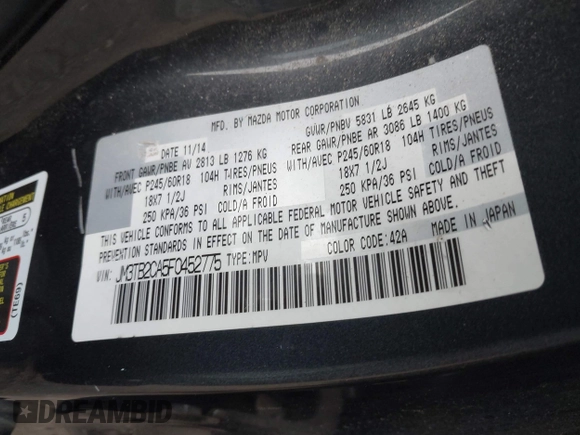 MFD. BY MAZDA MOTOR CORPORATION
DATE 11/14
GVWR/PNBV 5831 LB 2645 KG
FRONT GAWR/PNBE AV 2813 LB 1276 KG
REAR GAWR/PNBE AR 3086 LB 1400 KG
WITH/AVEC P245/60R18 104H TIRES/PNEUS
WITH/AVEC P245/60R18 104H TIRES/PNEUS
18X7 1/2J RIMS/JANTES
18X7 1/2J RIMS/JANTES
250 KPA/36 PSI COLD/A FROID
250 KPA/36 PSI COLD/A FROID
THIS VEHICLE CONFORMS TO ALL APPLICABLE FEDERAL MOTOR VEHICLE SAFETY AND THEFT
PREVENTION STANDARDS IN EFFECT ON THE DATE OF MANUFACTURE SHOWN ABOVE.
MADE IN JAPAN
COLOR CODE:42A
VIN: JM3TB2CA5F0452775 TYPE:MPV
(TE69)
DREAMBID